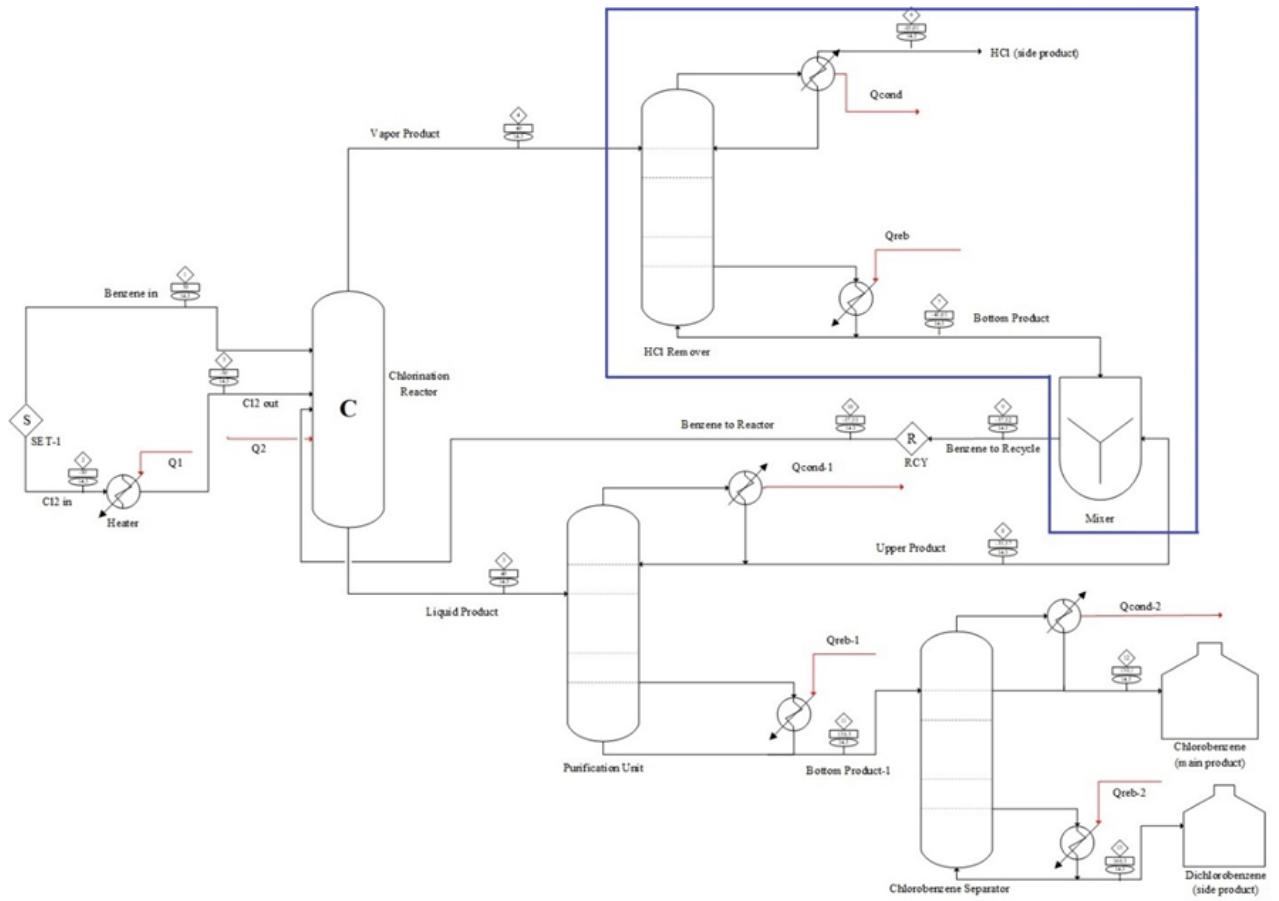 HCl (side product)
Qcond
Vapor Product
Qreb
Benzene in
Bottom Product
HCl Remover
Chlorination
Reactor
C
Cl2 out
S
SET-1
Q2
Q1
Cl2 in
Heater
Benzene to Reactor
R
RCY
Benzene to Recycle
Qcond-1
Mixer
Upper Product
Liquid Product
Qcond-2
Qreb-1
Purification Unit
Bottom Product-1
Chlorobenzene
(main product)
Qreb-2
Chlorobenzene Separator
Dichlorobenzene
(side product)